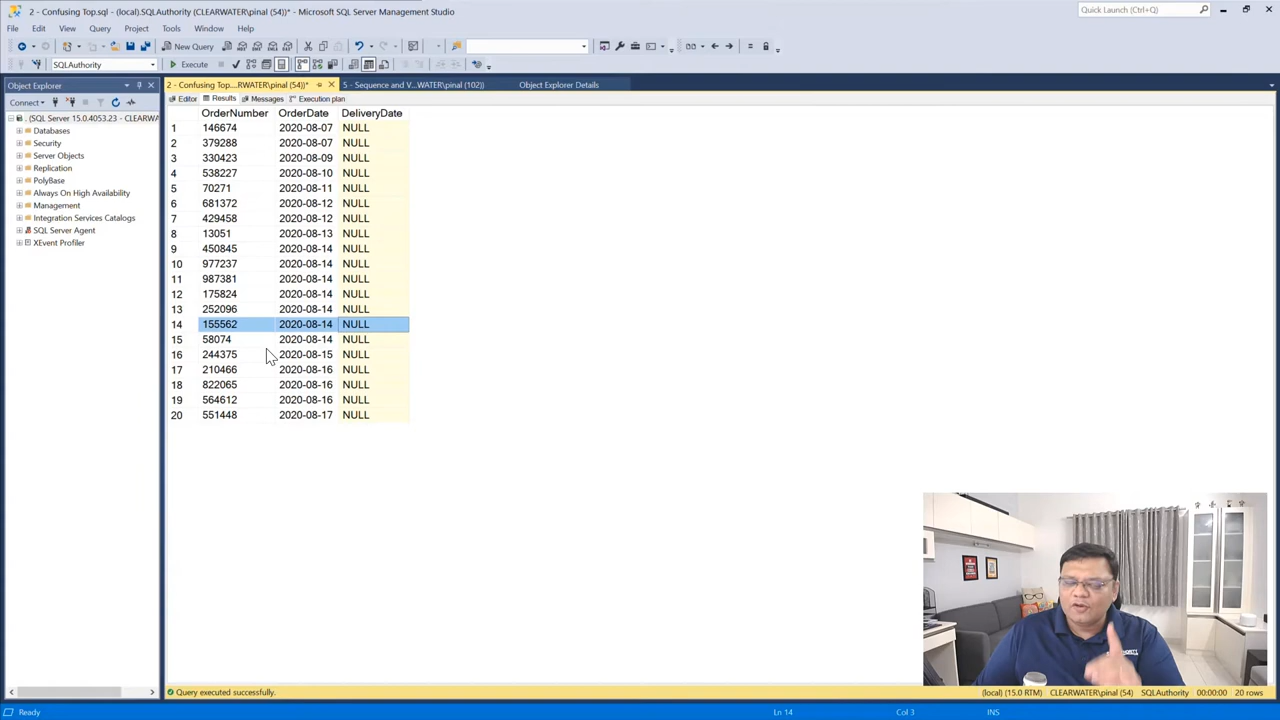 2 - Confusing Top.sql - (local).SQLAuthority (CLEARWATER\pinal (54))* - Microsoft SQL Server Management Studio
Quick Launch (Ctrl+Q)
File Edit View Query Project Tools Window Help
New Query
SQLAuthority Execute
Object Explorer
2 - Confusing Top....RWATER\pinal (54))* 5 - Sequence and V...WATER\pinal (102)) Object Explorer Details
Connect
Editor Results Messages Execution plan
. (SQL Server 15.0.4053.23 - CLEARWA
Databases
Security
Server Objects
Replication
PolyBase
Always On High Availability
Management
Integration Services Catalogs
SQL Server Agent
XEvent Profiler
OrderNumber OrderDate DeliveryDate
1 146674 2020-08-07 NULL
2 379288 2020-08-07 NULL
3 330423 2020-08-09 NULL
4 538227 2020-08-10 NULL
5 70271 2020-08-11 NULL
6 681372 2020-08-12 NULL
7 429458 2020-08-12 NULL
8 13051 2020-08-13 NULL
9 450845 2020-08-14 NULL
10 977237 2020-08-14 NULL
11 987381 2020-08-14 NULL
12 175824 2020-08-14 NULL
13 252096 2020-08-14 NULL
14 155562 2020-08-14 NULL
15 58074 2020-08-14 NULL
16 244375 2020-08-15 NULL
17 210466 2020-08-16 NULL
18 822065 2020-08-16 NULL
19 564612 2020-08-16 NULL
20 551448 2020-08-17 NULL
Query executed successfully. (local) (15.0 RTM) CLEARWATER\pinal (54) SQLAuthority 00:00:00 20 rows
Ready Ln 14 Col 3 INS